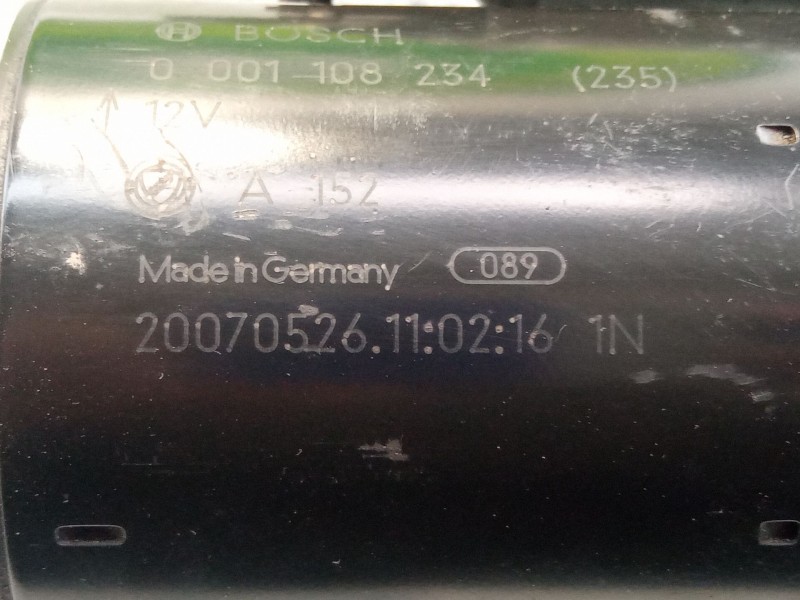 BOSCH
0 001 108 234 (235)
12V
A 152
Made in Germany 089
20070526.11:02:16 1N